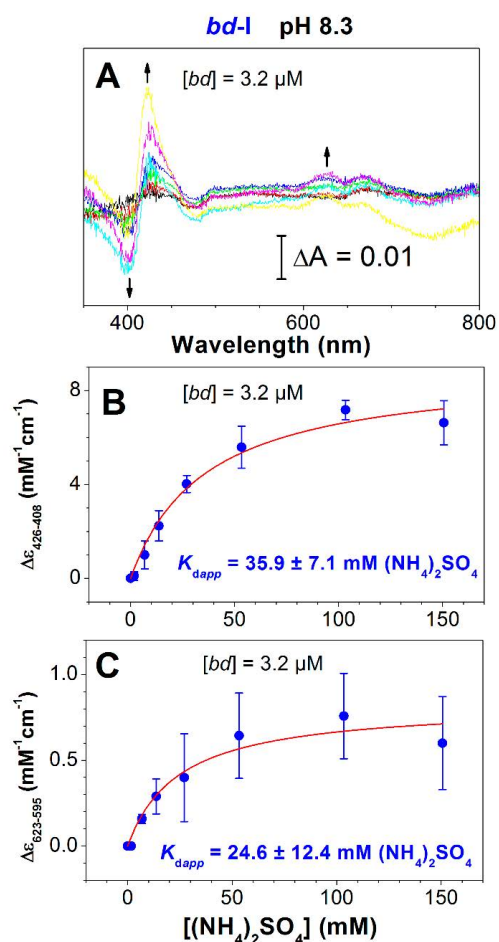 bd-I pH 8.3
A
[bd] = 3.2 µM
ΔA = 0.01
400 600 800
Wavelength (nm)
B
[bd] = 3.2 µM
8
4
0
Δε426-408 (mM-1cm-1)
Kdapp = 35.9 ± 7.1 mM (NH4)2SO4
0 50 100 150
C
[bd] = 3.2 µM
1.0
0.5
0.0
Δε623-595 (mM-1cm-1)
Kdapp = 24.6 ± 12.4 mM (NH4)2SO4
0 50 100 150
[(NH4)2SO4] (mM)